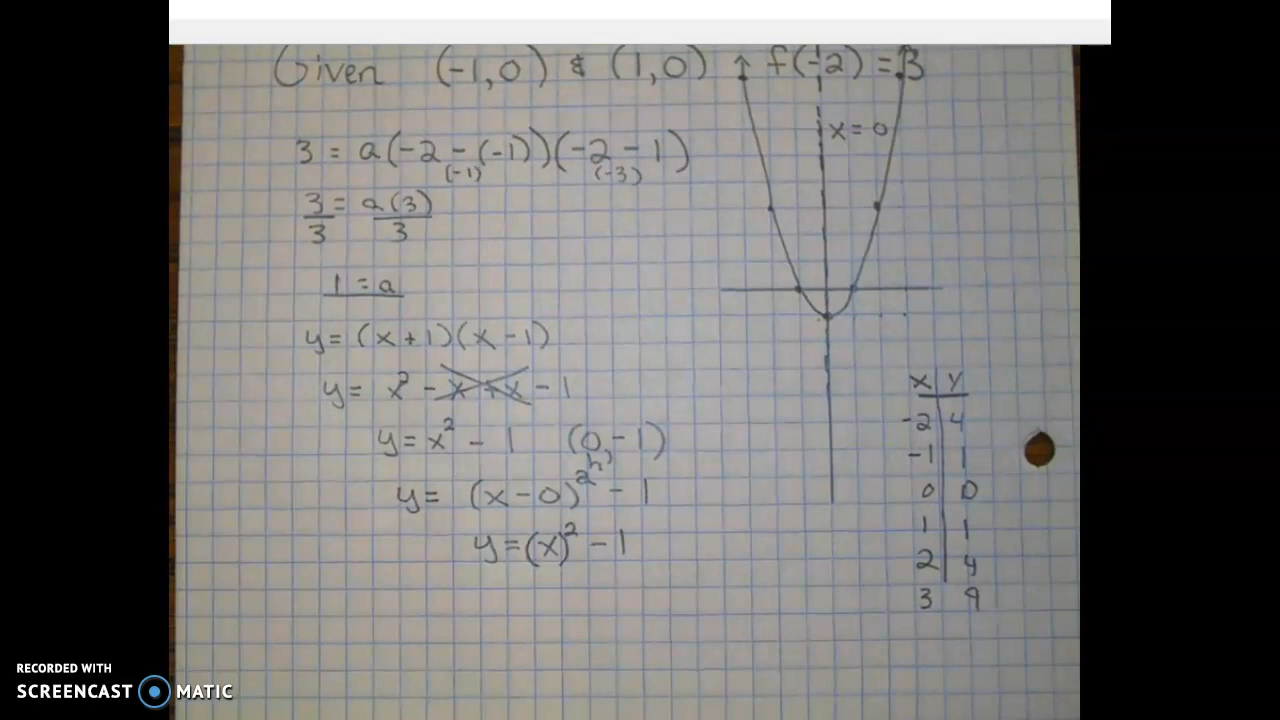 Given (-1,0) & (1,0) f(-2) = 3
x = 0
3 = a(-2 - (-1))(-2 - 1)
(-1) (-3)
3 = a(3)
3 3
1 = a
y = (x + 1)(x - 1)
y = x² - x + x - 1
y = x² - 1 (0, -1)
h,
y = (x - 0)² - 1
y = (x)² - 1
x y
-2 4
-1 1
0 0
1 1
2 4
3 9
RECORDED WITH
SCREENCAST MATIC